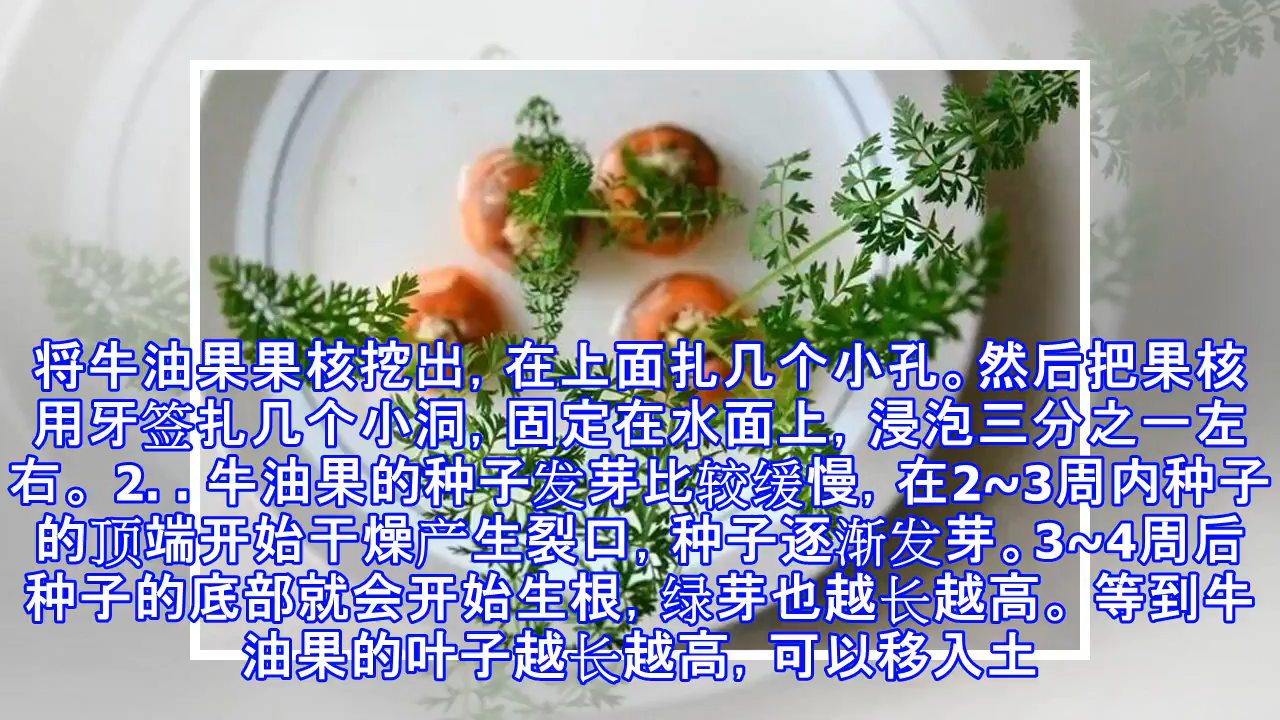 将牛油果果核挖出, 在上面扎几个小孔。然后把果核
用牙签扎几个小洞, 固定在水面上, 浸泡三分之一左
右。2. . 牛油果的种子发芽比较缓慢, 在2~3周内种子
的顶端开始干燥产生裂口, 种子逐渐发芽。3~4周后
种子的底部就会开始生根, 绿芽也越长越高。等到牛
油果的叶子越长越高, 可以移入土